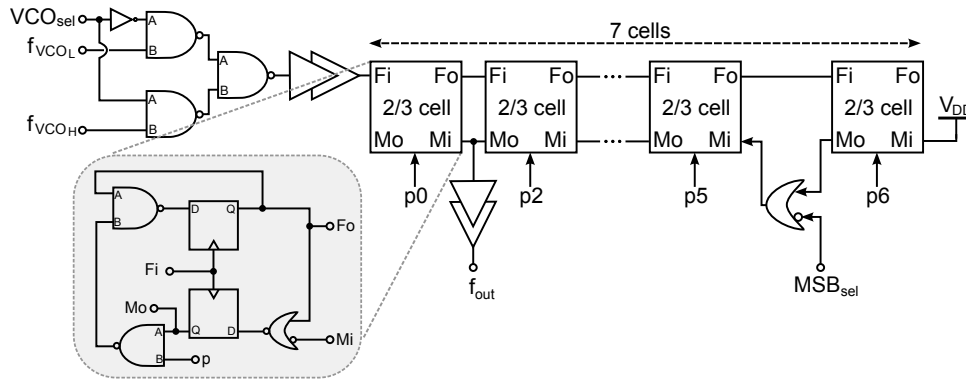 VCOsel
A
B
fVCOL
A
B
A
B
fVCOH
7 cells
Fi Fo
2/3 cell
Mo Mi
p0
Fi Fo
2/3 cell
Mo Mi
p2
Fi Fo
2/3 cell
Mo Mi
p5
Fi Fo
2/3 cell
Mo Mi
p6
VDD
fout
MSBsel
A
B
D Q
Fo
Fi
Mo
Q D
A
B
Mi
p